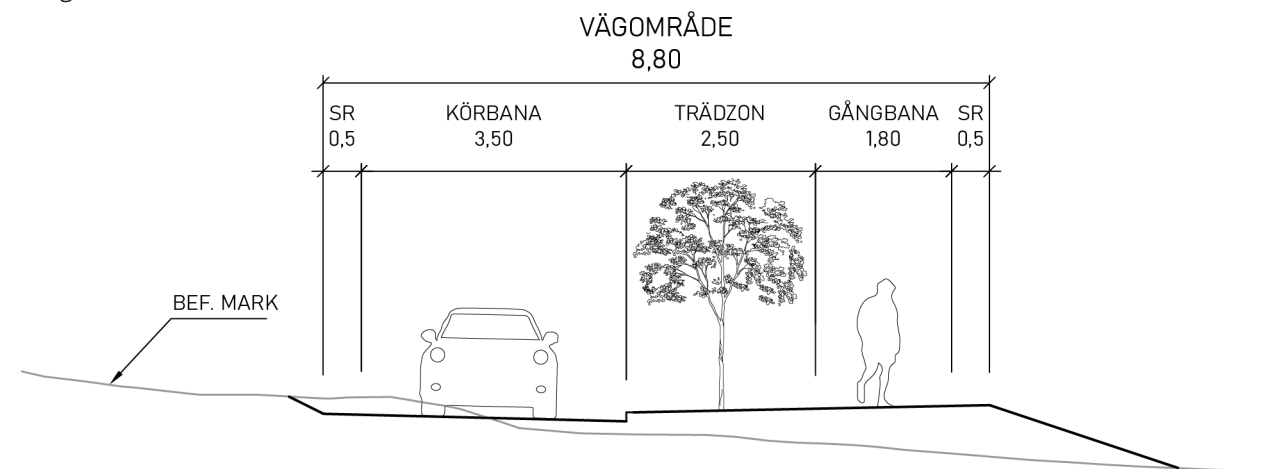 VÄGOMRÅDE
8,80
SR KÖRBANA TRÄDZON GÅNGBANA SR
0,5 3,50 2,50 1,80 0,5
BEF. MARK